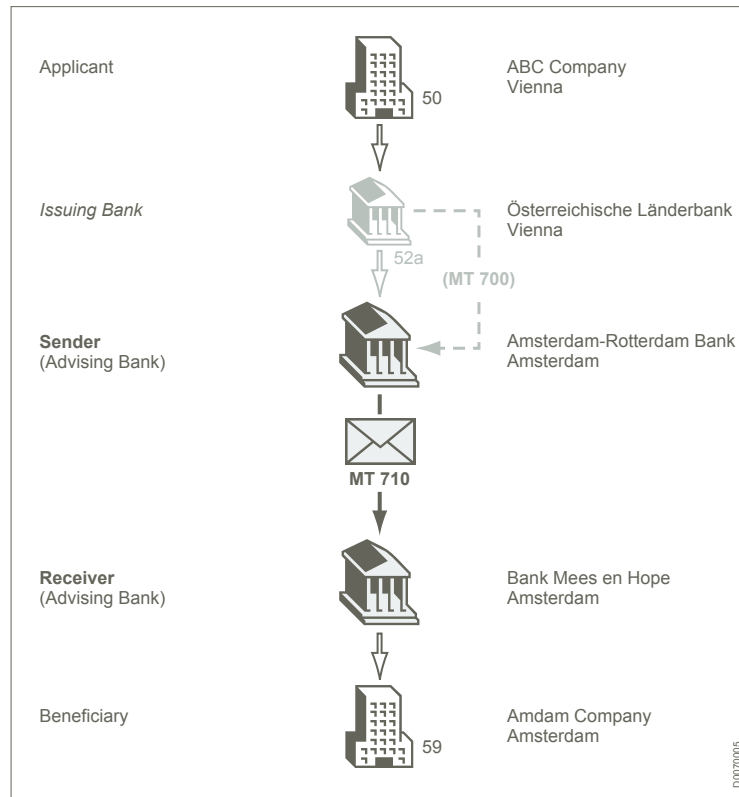 Applicant
50
ABC Company
Vienna
Issuing Bank
52a
Österreichische Länderbank
Vienna
(MT 700)
Sender
(Advising Bank)
Amsterdam-Rotterdam Bank
Amsterdam
MT 710
Receiver
(Advising Bank)
Bank Mees en Hope
Amsterdam
Beneficiary
59
Amdam Company
Amsterdam
D0070005